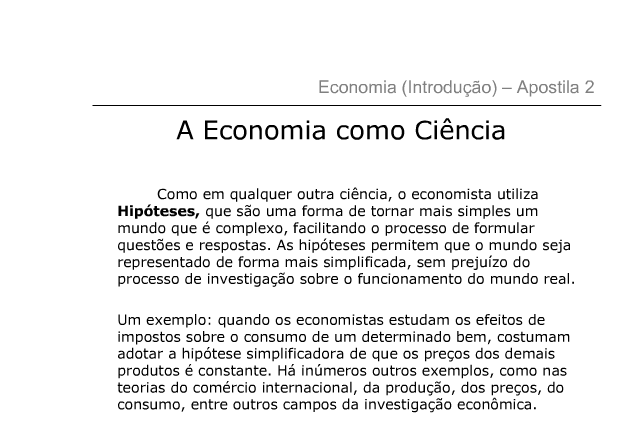 Economia (Introdução) – Apostila 2
A Economia como Ciência
Como em qualquer outra ciência, o economista utiliza
Hipóteses, que são uma forma de tornar mais simples um
mundo que é complexo, facilitando o processo de formular
questões e respostas. As hipóteses permitem que o mundo seja
representado de forma mais simplificada, sem prejuízo do
processo de investigação sobre o funcionamento do mundo real.
Um exemplo: quando os economistas estudam os efeitos de
impostos sobre o consumo de um determinado bem, costumam
adotar a hipótese simplificadora de que os preços dos demais
produtos é constante. Há inúmeros outros exemplos, como nas
teorias do comércio internacional, da produção, dos preços, do
consumo, entre outros campos da investigação econômica.